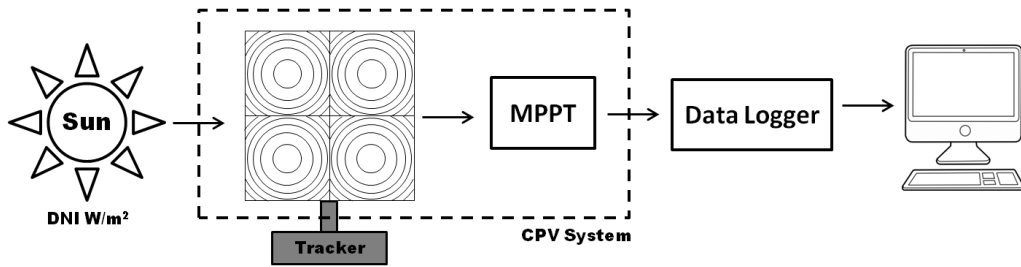 Sun
DNI W/m²
Tracker
MPPT
CPV System
Data Logger